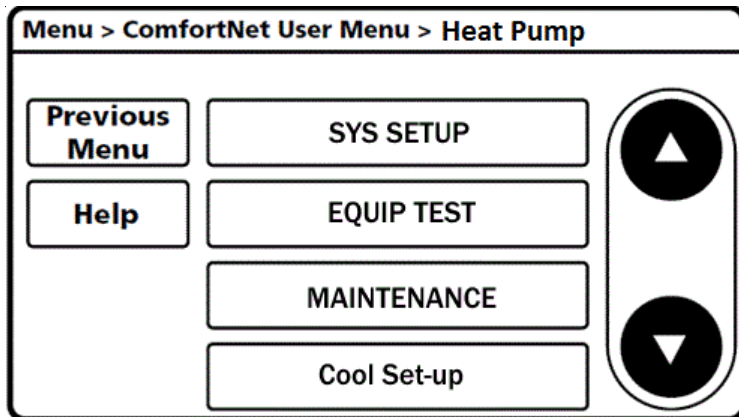 Menu > ComfortNet User Menu > Heat Pump
Previous
Menu
SYS SETUP
Help
EQUIP TEST
MAINTENANCE
Cool Set-up